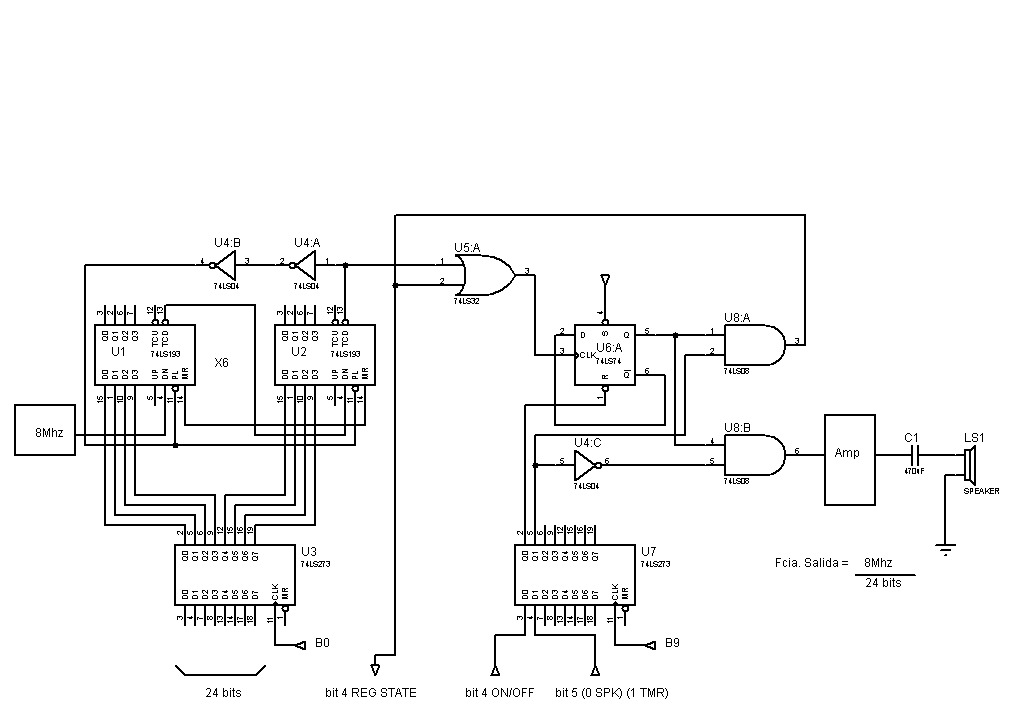 U4:B
U4:A
4 3 2 1
74LS04
74LS04
U5:A
1
2
3
74LS32
3 2 6 7 12 13
Q0 Q1 Q2 Q3 TCU TCD
U1
74LS193
D0 D1 D2 D3 UP DN PL MR
15 1 10 9 5 4 11 14
X6
3 2 6 7 12 13
Q0 Q1 Q2 Q3 TCU TCD
U2
74LS193
D0 D1 D2 D3 UP DN PL MR
15 1 10 9 5 4 11 14
8Mhz
4
2 D S Q 5
U6:A
74LS74
3 CLK
Q 6
R
1
U8:A
1
2
3
74LS08
U4:C
5 6
74LS04
U8:B
4
5
6
74LS08
Amp
C1
470nF
LS1
SPEAKER
2 5 6 9 12 15 16 19
Q0 Q1 Q2 Q3 Q4 Q5 Q6 Q7
U3
74LS273
D0 D1 D2 D3 D4 D5 D6 D7 CLK MR
3 4 7 8 13 14 17 18 11 1
B0
2 5 6 9 12 15 16 19
Q0 Q1 Q2 Q3 Q4 Q5 Q6 Q7
U7
74LS273
D0 D1 D2 D3 D4 D5 D6 D7 CLK MR
3 4 7 8 13 14 17 18 11 1
B9
Fcia. Salida = 8Mhz
24 bits
24 bits
bit 4 REG STATE
bit 4 ON/OFF
bit 5 (0 SPK) (1 TMR)